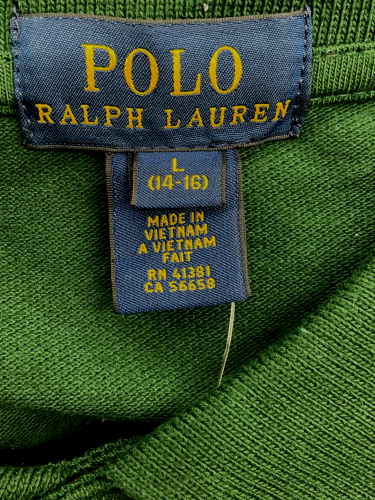 POLO
RALPH LAUREN
L
(14-16)
MADE IN
VIETNAM
A VIETNAM
FAIT
RN 41381
CA 56658